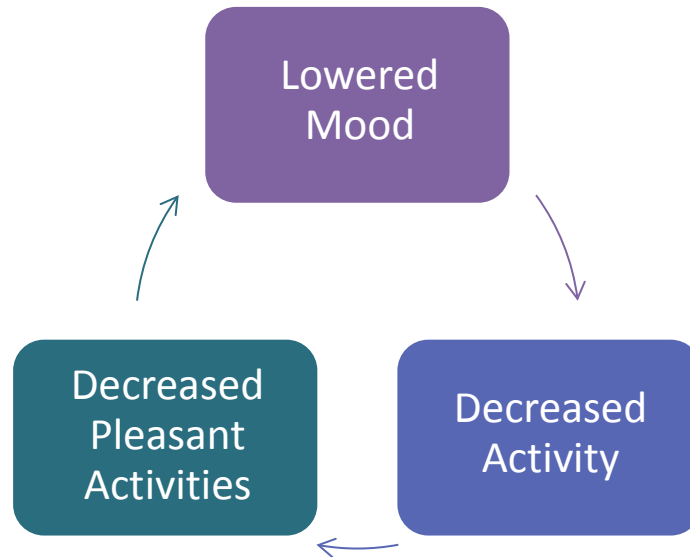 Lowered
Mood
Decreased
Activity
Decreased
Pleasant
Activities